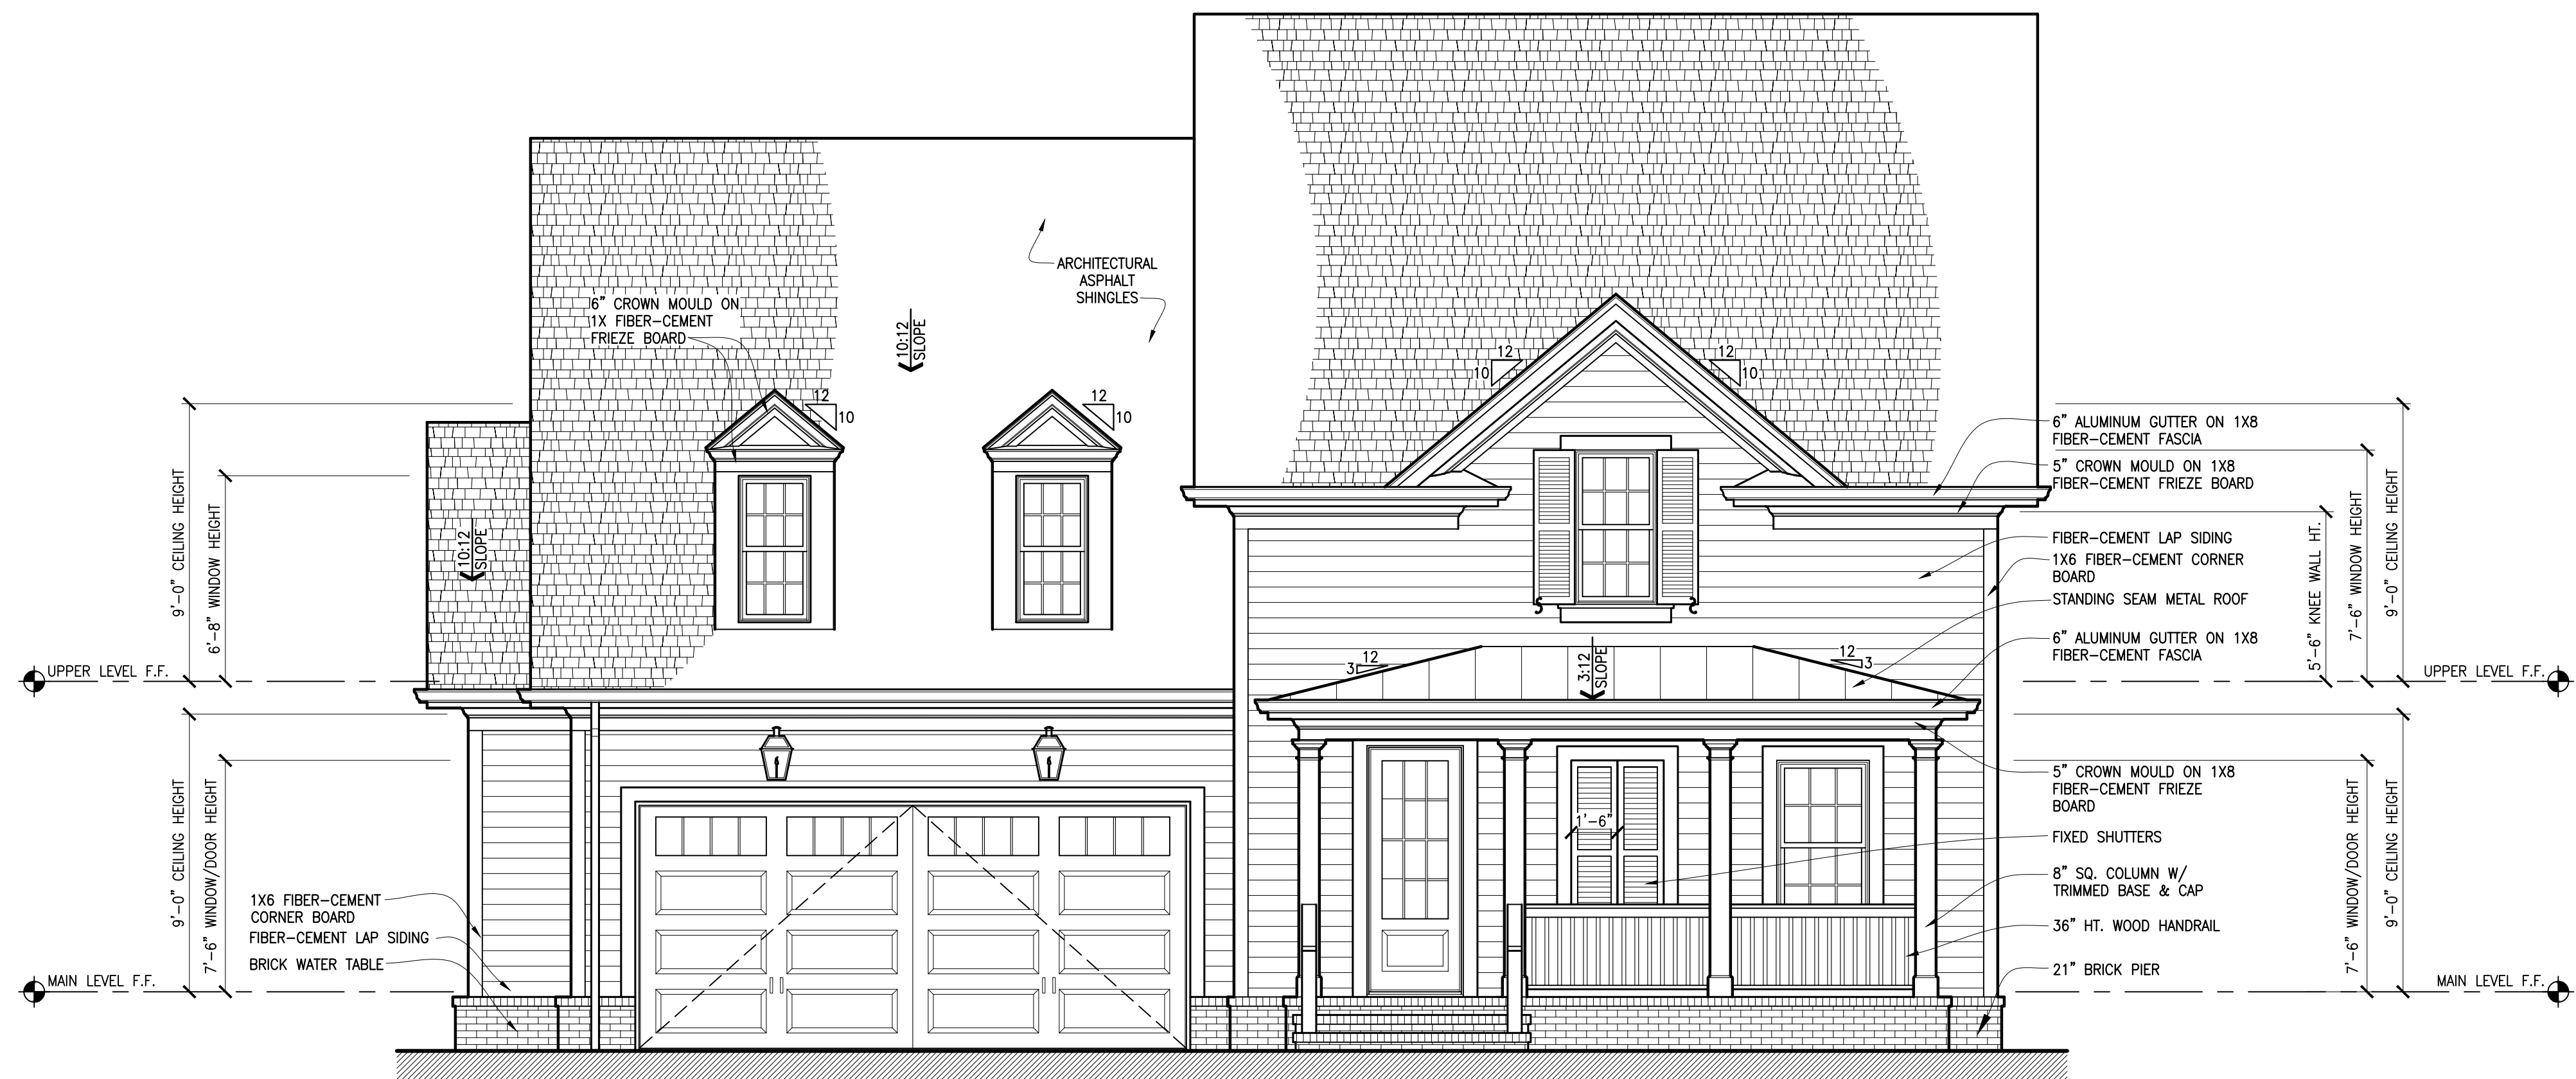 ARCHITECTURAL
ASPHALT
SHINGLES
6" CROWN MOULD ON
1X FIBER-CEMENT
FRIEZE BOARD
10:12
SLOPE
12
10
12
10
12
10
12
10
10:12
SLOPE
9'-0" CEILING HEIGHT
6'-8" WINDOW HEIGHT
UPPER LEVEL F.F.
9'-0" CEILING HEIGHT
7'-6" WINDOW/DOOR HEIGHT
1X6 FIBER-CEMENT
CORNER BOARD
FIBER-CEMENT LAP SIDING
BRICK WATER TABLE
MAIN LEVEL F.F.
12
3
3:12
SLOPE
12
3
1'-6"
6" ALUMINUM GUTTER ON 1X8
FIBER-CEMENT FASCIA
5" CROWN MOULD ON 1X8
FIBER-CEMENT FRIEZE BOARD
FIBER-CEMENT LAP SIDING
1X6 FIBER-CEMENT CORNER
BOARD
STANDING SEAM METAL ROOF
6" ALUMINUM GUTTER ON 1X8
FIBER-CEMENT FASCIA
5" CROWN MOULD ON 1X8
FIBER-CEMENT FRIEZE
BOARD
FIXED SHUTTERS
8" SQ. COLUMN W/
TRIMMED BASE & CAP
36" HT. WOOD HANDRAIL
21" BRICK PIER
5'-6" KNEE WALL HT.
7'-6" WINDOW HEIGHT
9'-0" CEILING HEIGHT
UPPER LEVEL F.F.
7'-6" WINDOW/DOOR HEIGHT
9'-0" CEILING HEIGHT
MAIN LEVEL F.F.